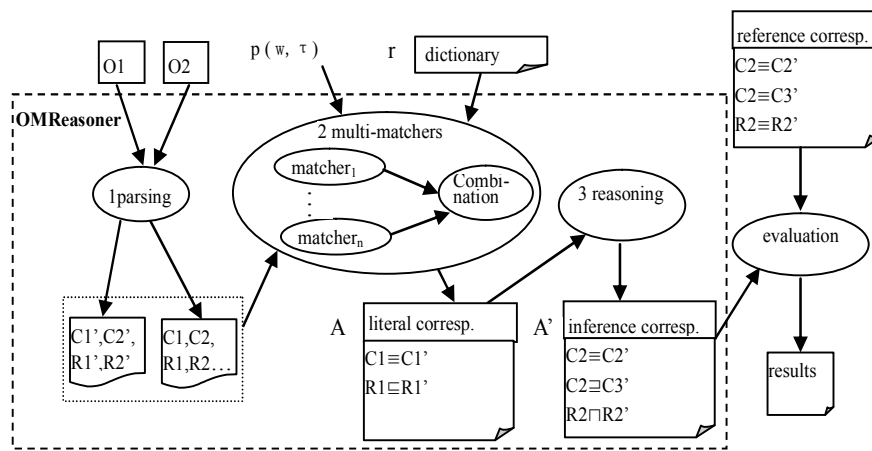 O1
O2
p ( w, τ )
r
dictionary
reference corresp.
C2≡C2’
C2≡C3’
R2≡R2’
OMReasoner
2 multi-matchers
matcher1
⋮
matchern
Combi-
nation
1parsing
3 reasoning
evaluation
C1’,C2’,
R1’,R2’
C1,C2,
R1,R2…
A
literal corresp.
C1≡C1’
R1⊑R1’
A’
inference corresp.
C2≡C2’
C2⊒C3’
R2⊓R2’
results